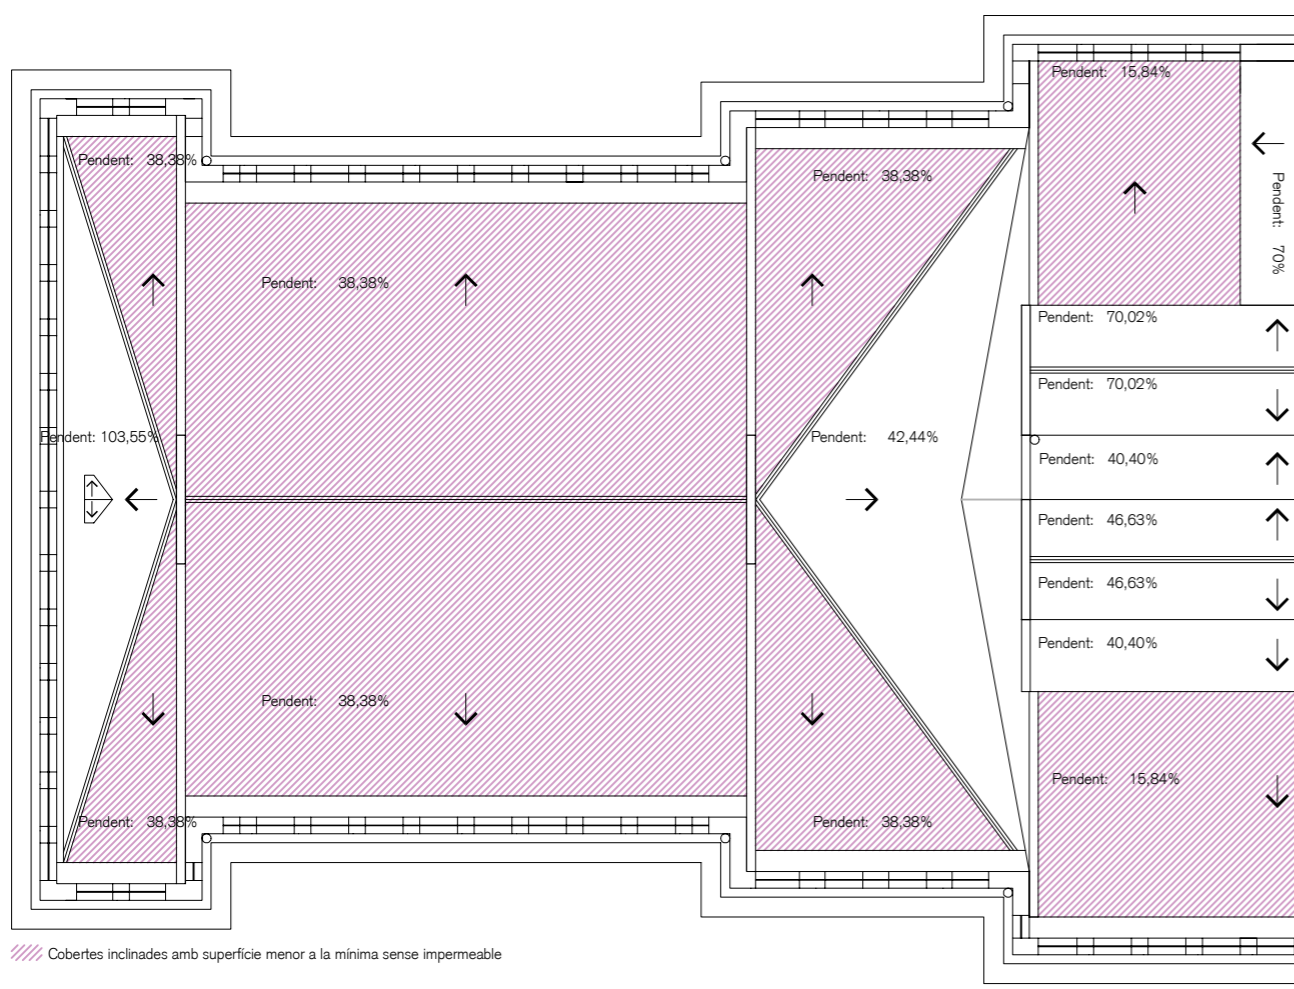 Pendent: 15,84%
Pendent: 38,38%
Pendent: 38,38%
Pendent: 70%
Pendent: 38,38%
Pendent: 70,02%
Pendent: 70,02%
Pendent: 103,55%
Pendent: 42,44%
Pendent: 40,40%
Pendent: 46,63%
Pendent: 46,63%
Pendent: 40,40%
Pendent: 38,38%
Pendent: 15,84%
Pendent: 38,38%
Pendent: 38,38%
Cobertes inclinades amb superfície menor a la mínima sense impermeable